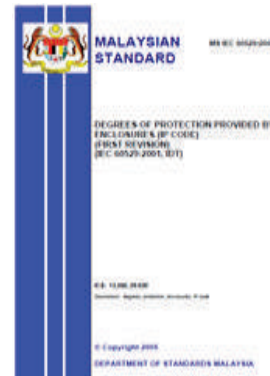 MALAYSIAN
STANDARD
MS IEC 60529:200
DEGREES OF PROTECTION PROVIDED BY
ENCLOSURES (IP CODE)
(FIRST REVISION)
(IEC 60529:2001, IDT)
© Copyright 2005
DEPARTMENT OF STANDARDS MALAYSIA